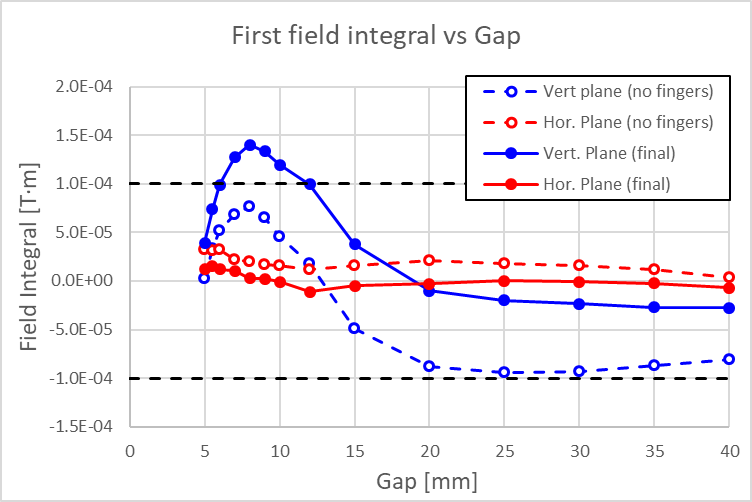 First field integral vs Gap
Vert plane (no fingers)
Hor. Plane (no fingers)
Vert. Plane (final)
Hor. Plane (final)
Field Integral [T·m]
2.0E-04
1.5E-04
1.0E-04
5.0E-05
0.0E+00
-5.0E-05
-1.0E-04
-1.5E-04
0 5 10 15 20 25 30 35 40
Gap [mm]